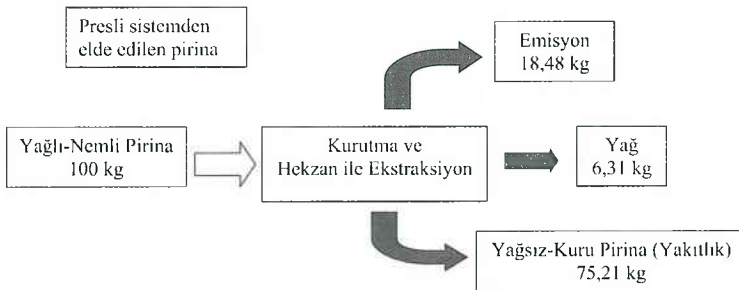 Presli sistemden
elde edilen pirina
Emisyon
18,48 kg
Yağlı-Nemli Pirina
100 kg
Kurutma ve
Hekzan ile Ekstraksiyon
Yağ
6,31 kg
Yağsız-Kuru Pirina (Yakıtlık)
75,21 kg